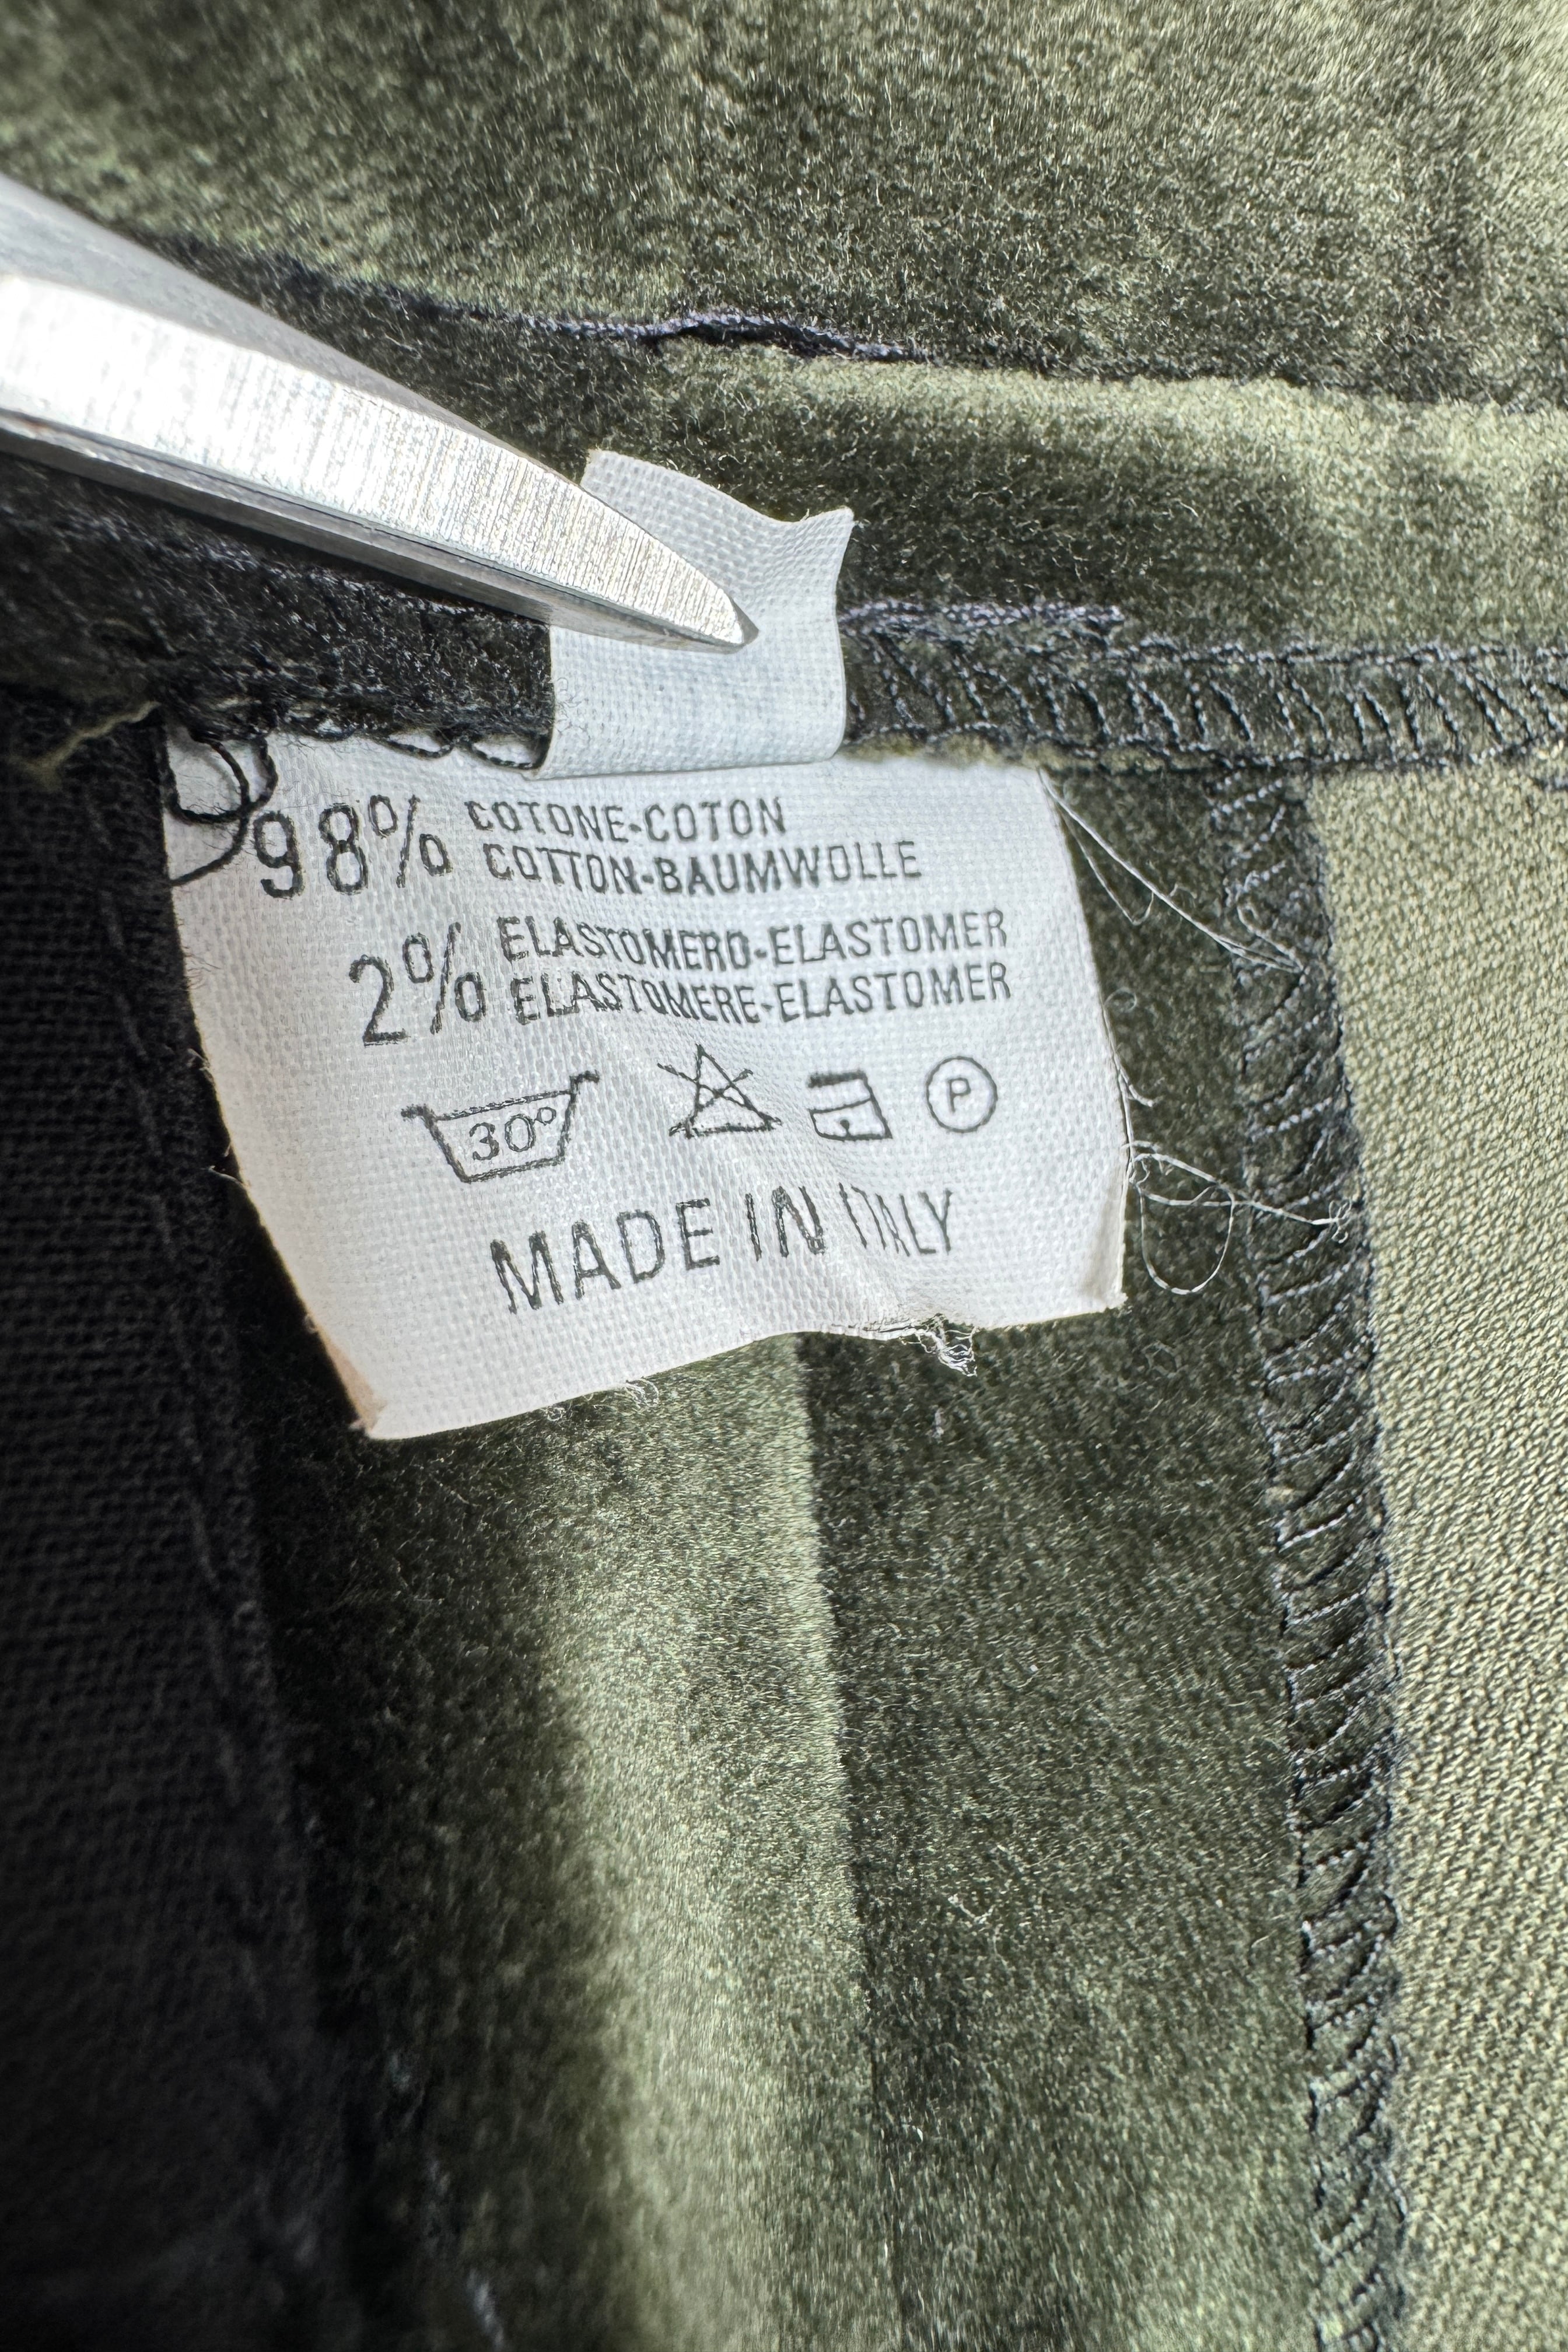 98% COTONE-COTON
COTTON-BAUMWOLLE
2% ELASTOMERO-ELASTOMER
ELASTOMERE-ELASTOMER
30°
P
MADE IN ITALY